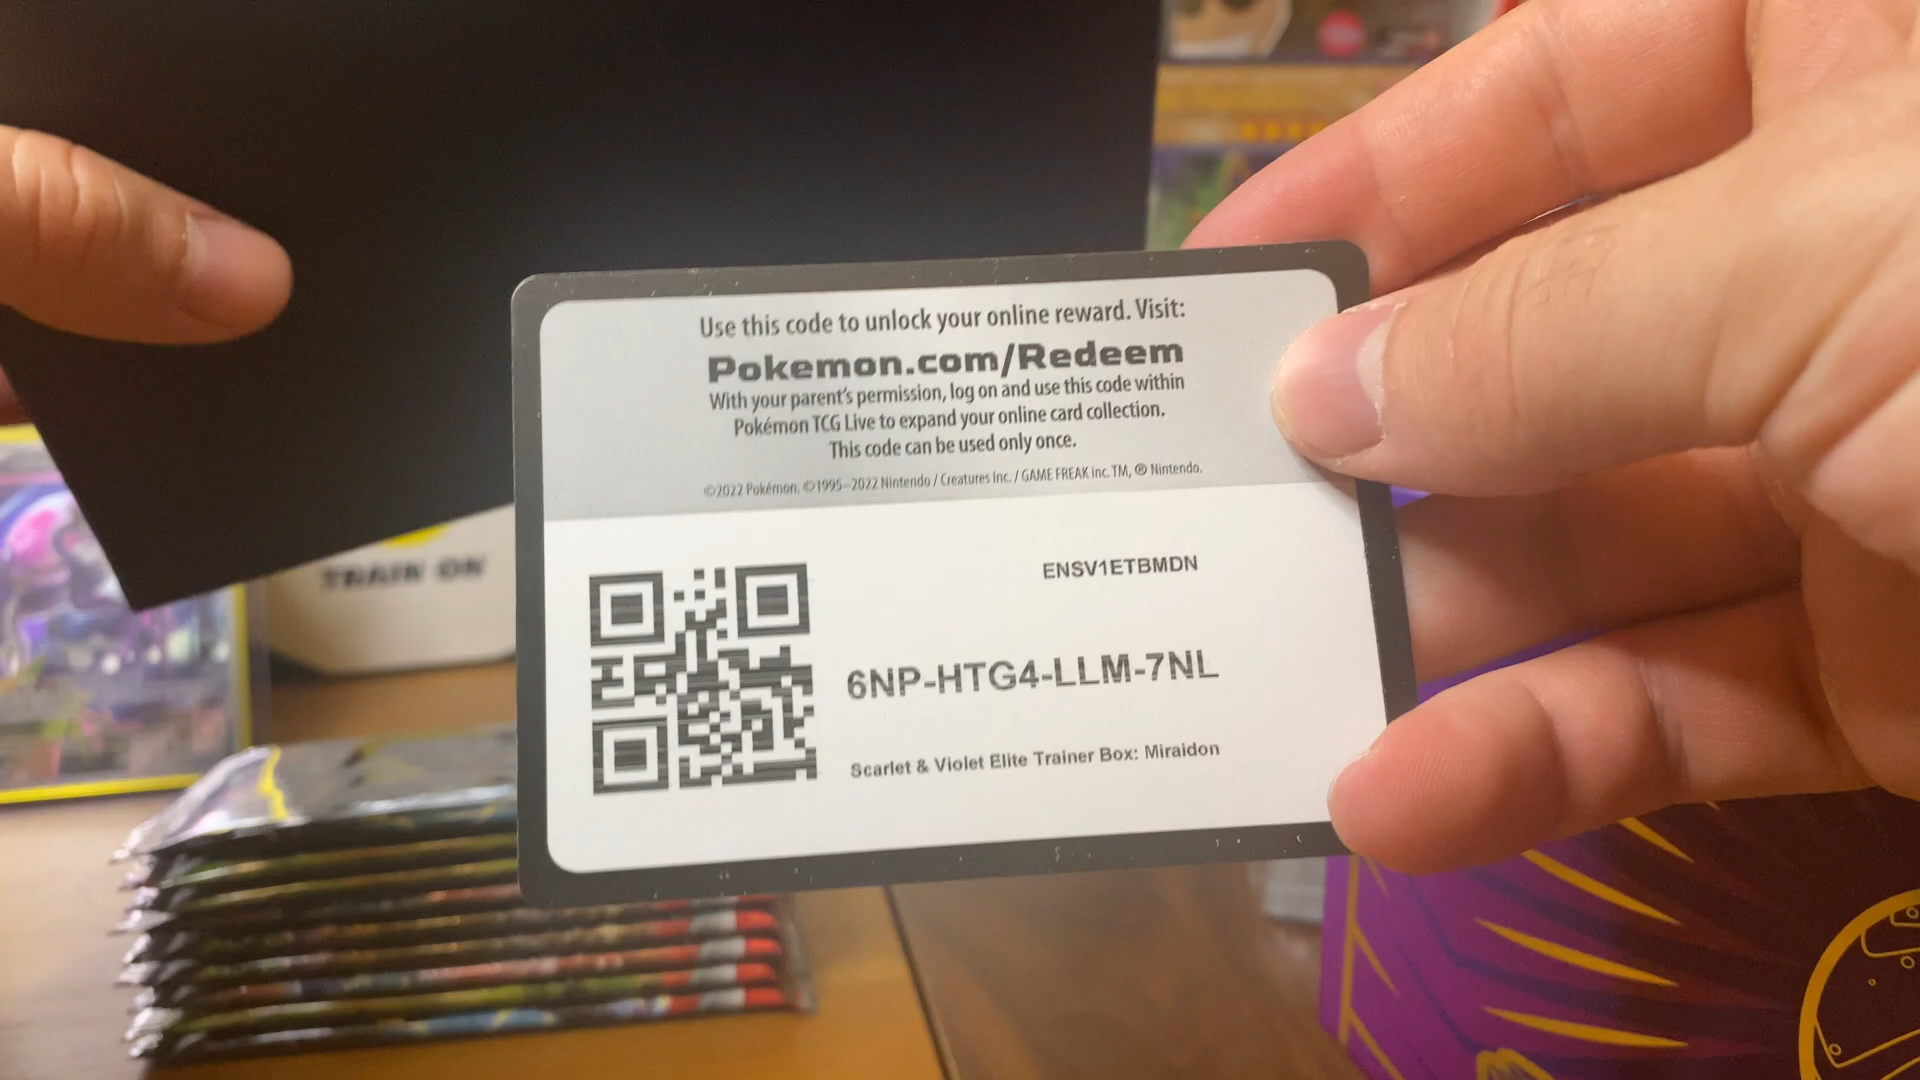 Use this code to unlock your online reward. Visit:
Pokemon.com/Redeem
With your parent's permission, log on and use this code within
Pokémon TCG Live to expand your online card collection.
This code can be used only once.
©2022 Pokémon. ©1995–2022 Nintendo / Creatures Inc. / GAME FREAK inc. TM, ® Nintendo.
ENSV1ETBMDN
6NP-HTG4-LLM-7NL
Scarlet & Violet Elite Trainer Box: Miraidon
TRAIN ON